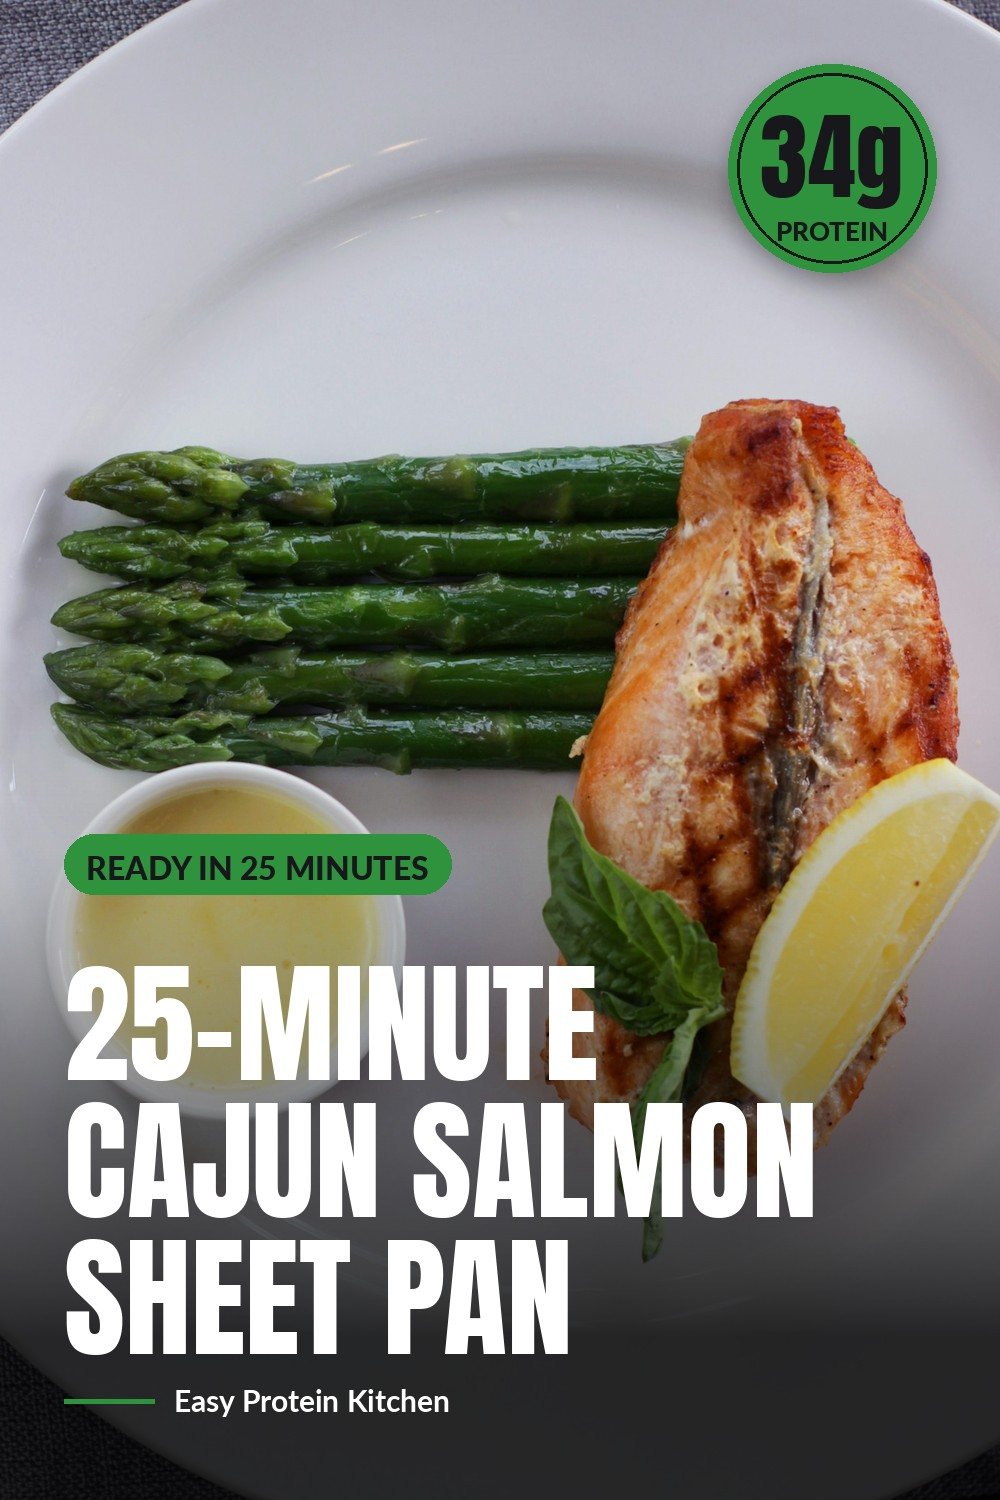 34g
PROTEIN
READY IN 25 MINUTES
25-MINUTE
CAJUN SALMON
SHEET PAN
Easy Protein Kitchen